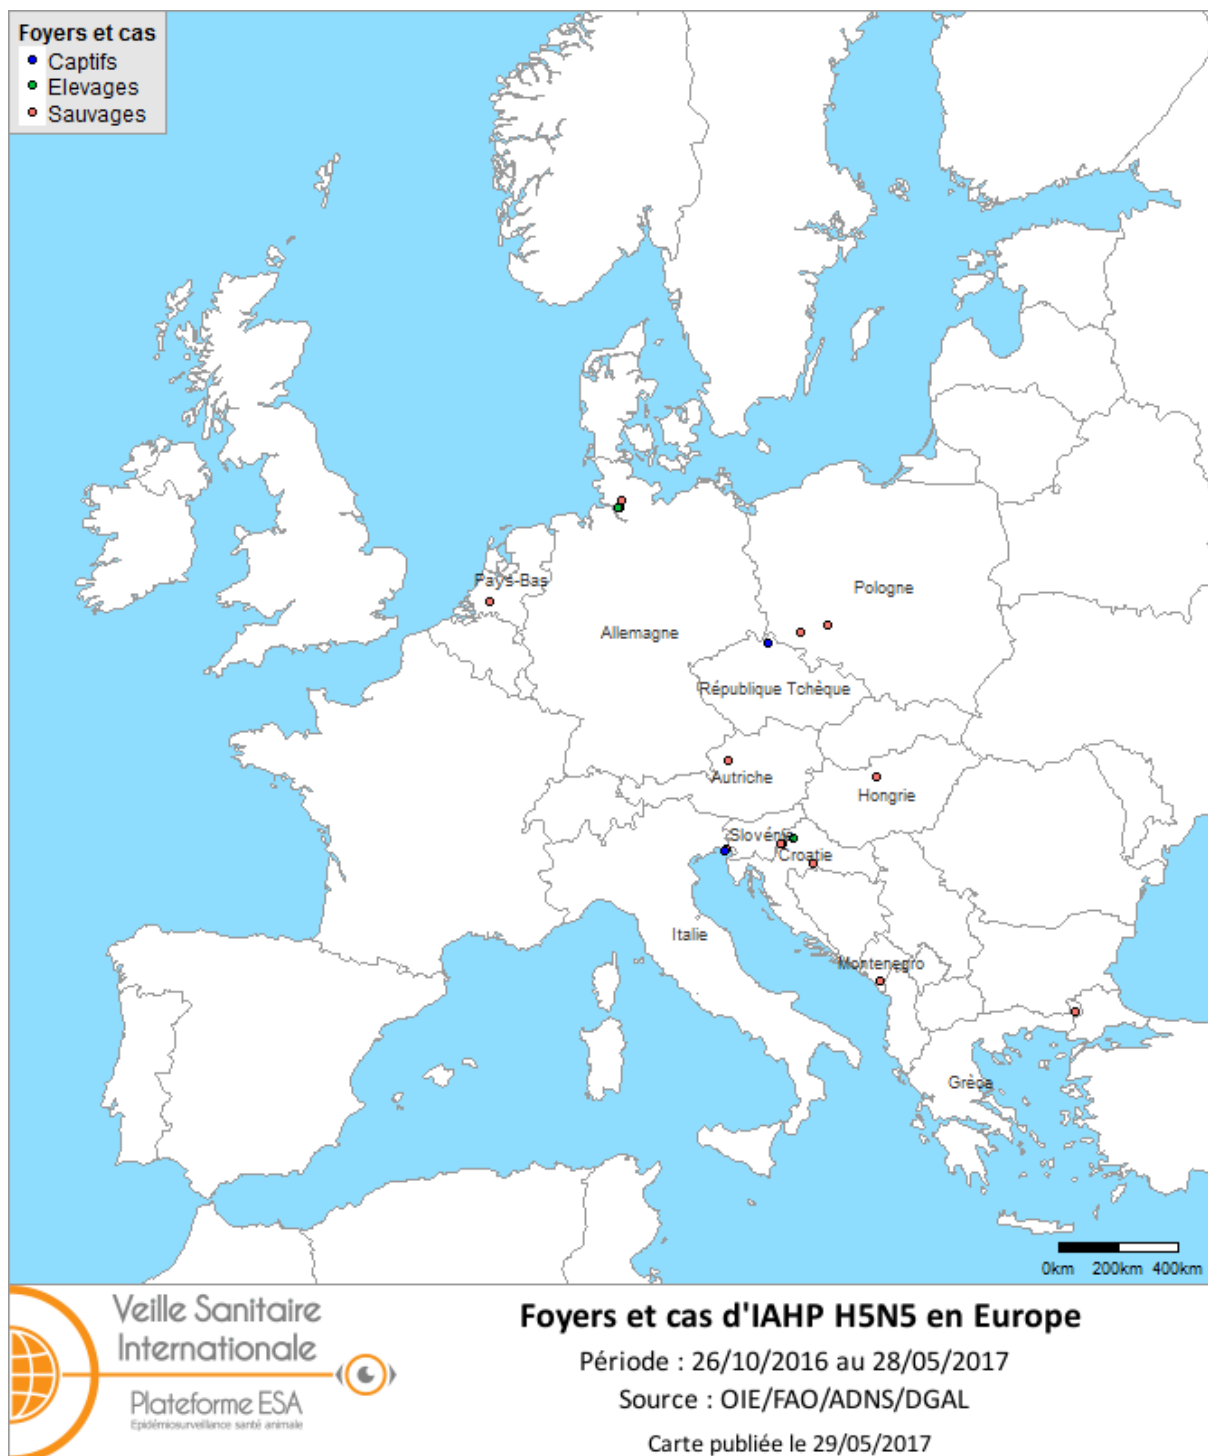 Foyers et cas
Captifs
Elevages
Sauvages
Pays-Bas
Pologne
Allemagne
République Tchèque
Autriche
Hongrie
Slovénie
Croatie
Italie
Montenegro
Grèce
0km 200km 400km
Veille Sanitaire
Internationale
Plateforme ESA
Epidémiosurveillance santé animale
Foyers et cas d'IAHP H5N5 en Europe
Période : 26/10/2016 au 28/05/2017
Source : OIE/FAO/ADNS/DGAL
Carte publiée le 29/05/2017